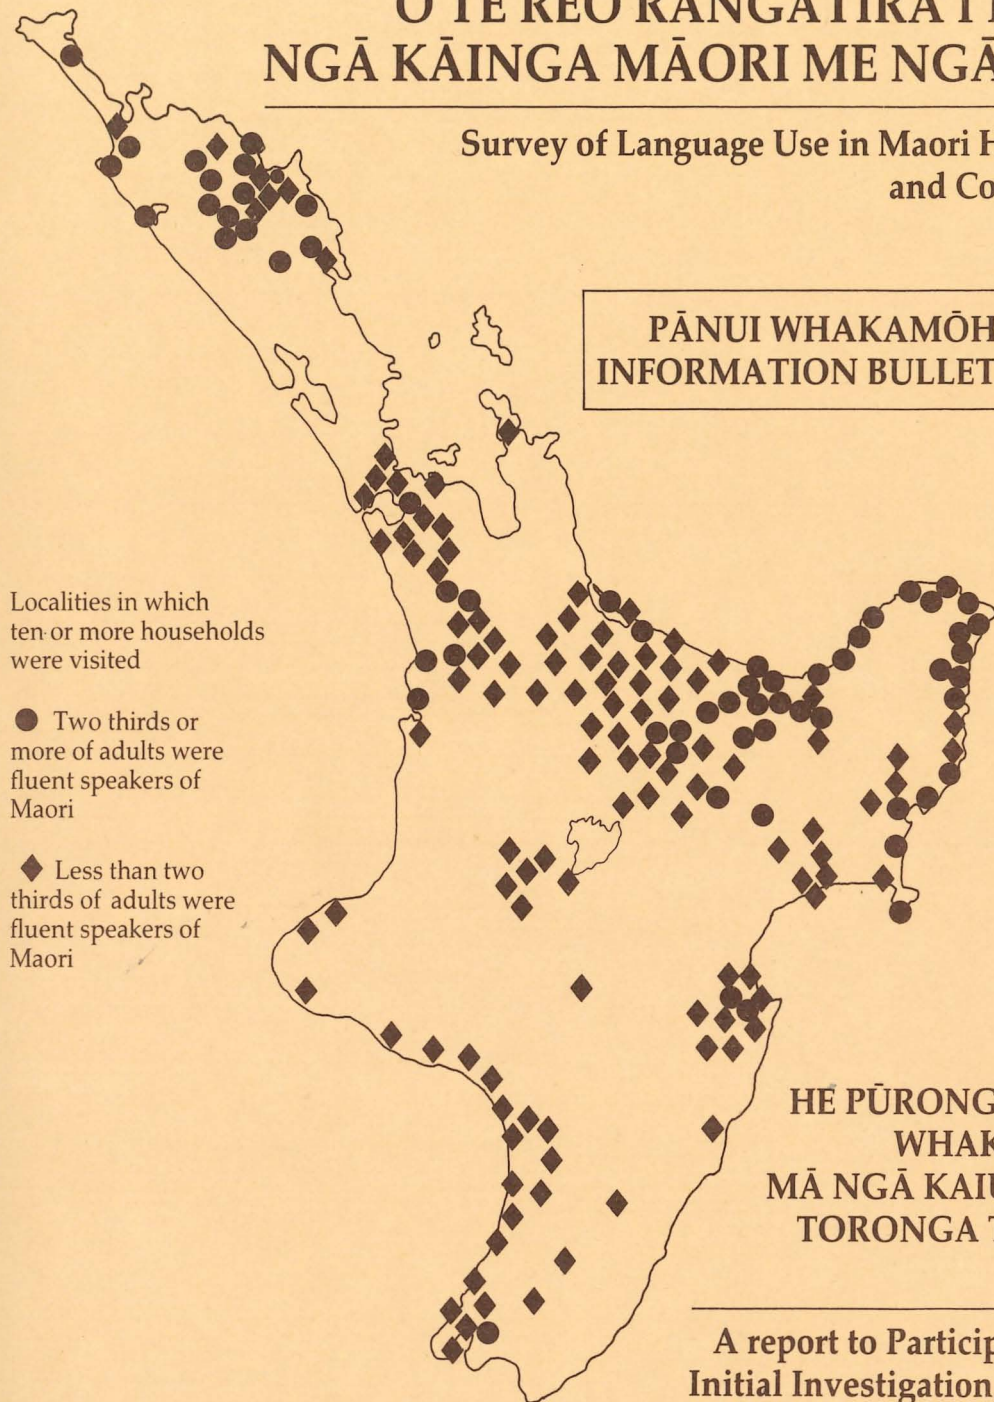 O TE REO RANGATIRA I
NGĀ KĀINGA MĀORI ME NGĀ
Survey of Language Use in Maori
and Co
PĀNUI WHAKAMŌH
INFORMATION BULLET
Localities in which
ten or more households
were visited
Two thirds or
more of adults were
fluent speakers of
Maori
Less than two
thirds of adults were
fluent speakers of
Maori
HE PŪRONG
WHAK
MĀ NGĀ KAIU
TORONGA
A report to Particip
Initial Investigation